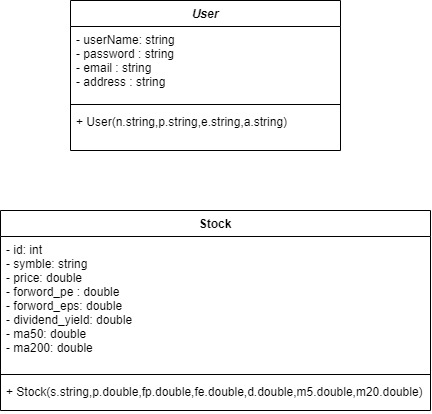 User
- userName: string
- password : string
- email : string
- address : string
+ User(n.string,p.string,e.string,a.string)
Stock
- id: int
- symble: string
- price: double
- forword_pe : double
- forword_eps: double
- dividend_yield: double
- ma50: double
- ma200: double
+ Stock(s.string,p.double,fp.double,fe.double,d.double,m5.double,m20.double)